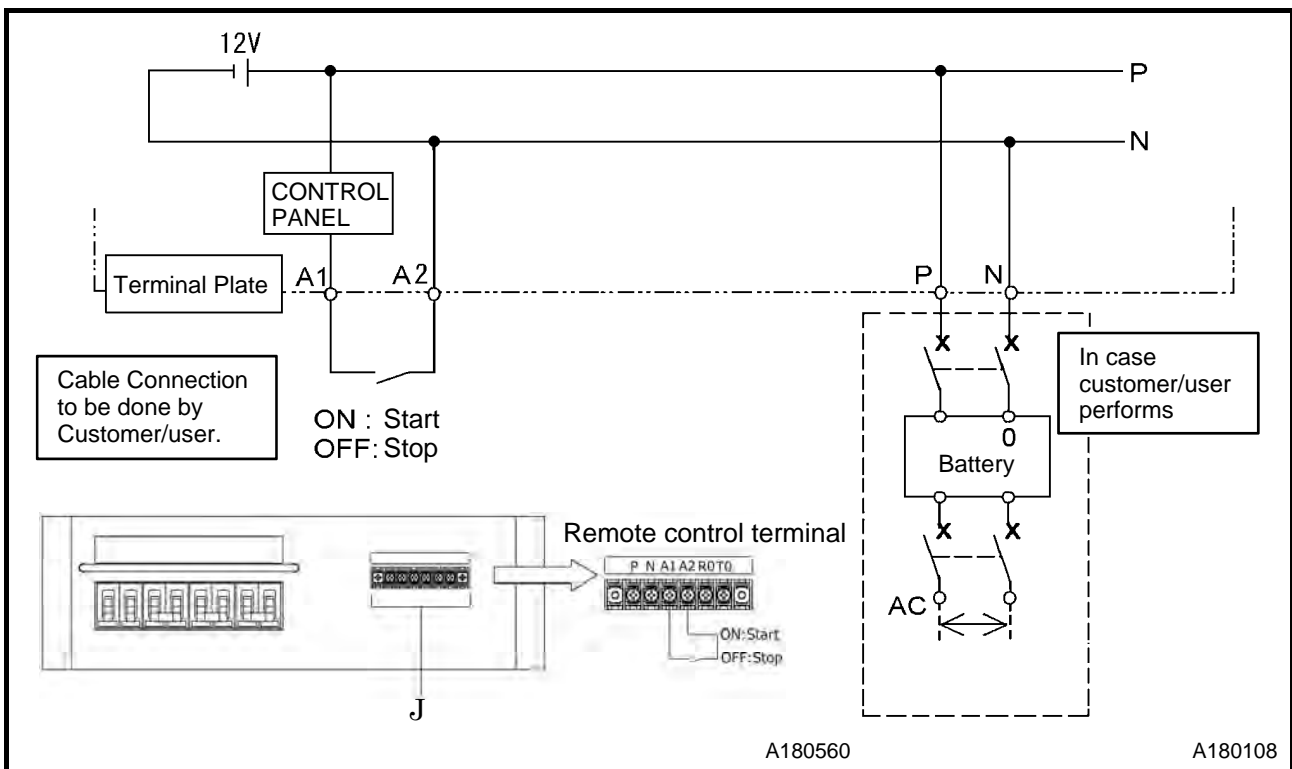 12V
P
N
CONTROL
PANEL
Terminal Plate
A1
A2
P
N
Cable Connection
to be done by
Customer/user.
ON : Start
OFF: Stop
In case
customer/user
performs
0
Battery
Remote control terminal
P N A1 A2 R0 T0
ON:Start
OFF:Stop
AC
J
A180560
A180108